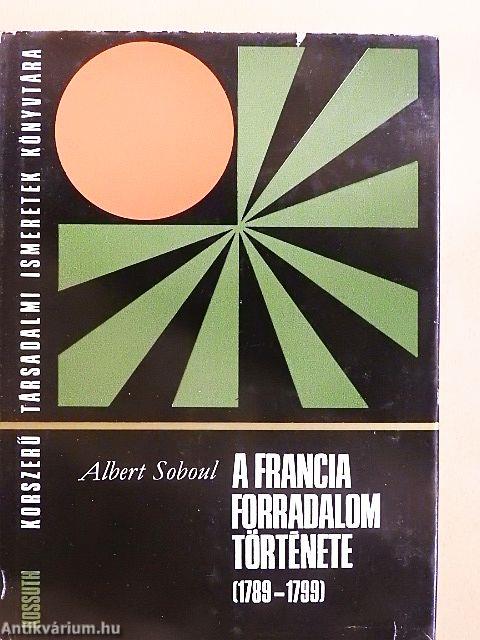 KOSSUTH KORSZERŰ TÁRSADALMI ISMERETEK KÖNYVTÁRA
Albert Soboul
A FRANCIA
FORRADALOM
TÖRTÉNETE
(1789-1799)
Antikvárium.hu